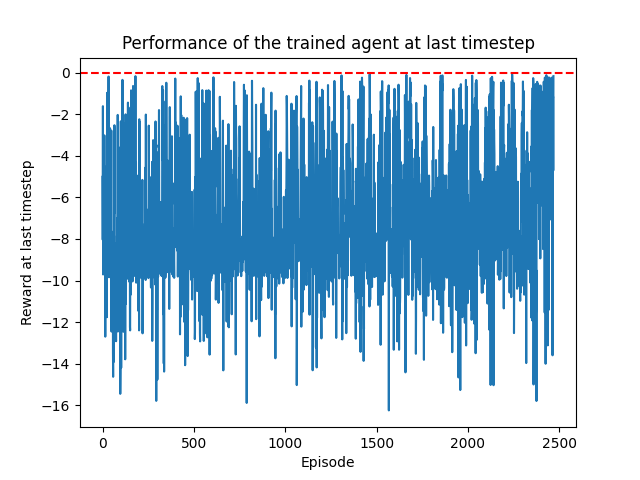 Performance of the trained agent at last timestep
Reward at last timestep
0
−2
−4
−6
−8
−10
−12
−14
−16
0 500 1000 1500 2000 2500
Episode